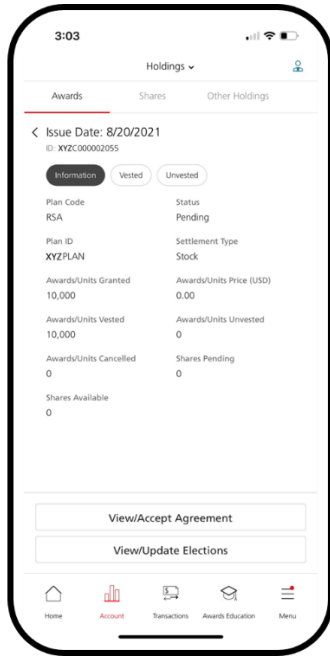 3:03
Holdings
Awards Shares Other Holdings
Issue Date: 8/20/2021
ID: XYZC000002055
Information Vested Unvested
Plan Code Status
RSA Pending
Plan ID Settlement Type
XYZPLAN Stock
Awards/Units Granted Awards/Units Price (USD)
10,000 0.00
Awards/Units Vested Awards/Units Unvested
10,000 0
Awards/Units Cancelled Shares Pending
0 0
Shares Available
0
View/Accept Agreement
View/Update Elections
Home Account Transactions Awards Education Menu